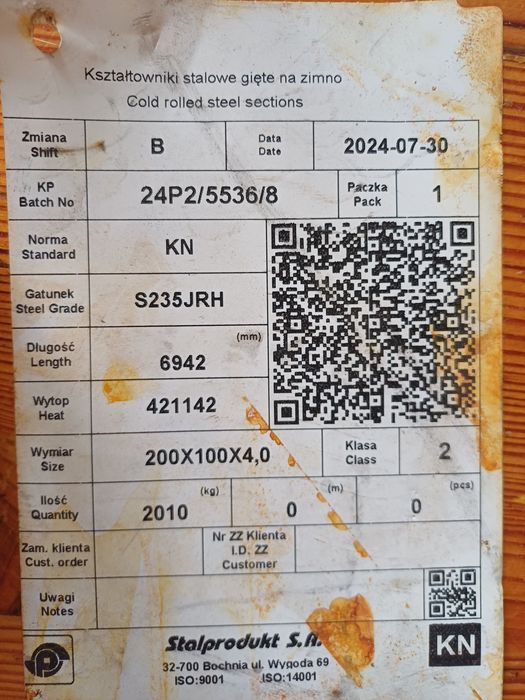 Kształtowniki stalowe gięte na zimno
Cold rolled steel sections
Zmiana
Shift
B
Data
Date
2024-07-30
KP
Batch No
24P2/5536/8
Paczka
Pack
1
Norma
Standard
KN
Gatunek
Steel Grade
S235JRH
Długość
Length
(mm)
6942
Wytop
Heat
421142
Wymiar
Size
200X100X4,0
Klasa
Class
2
Ilość
Quantity
(kg)
2010
(m)
0
(pcs)
0
Zam. klienta
Cust. order
Nr ZZ Klienta
I.D. ZZ
Customer
Uwagi
Notes
Stalprodukt S.A.
32-700 Bochnia ul. Wygoda 69
ISO:9001 ISO:14001
KN